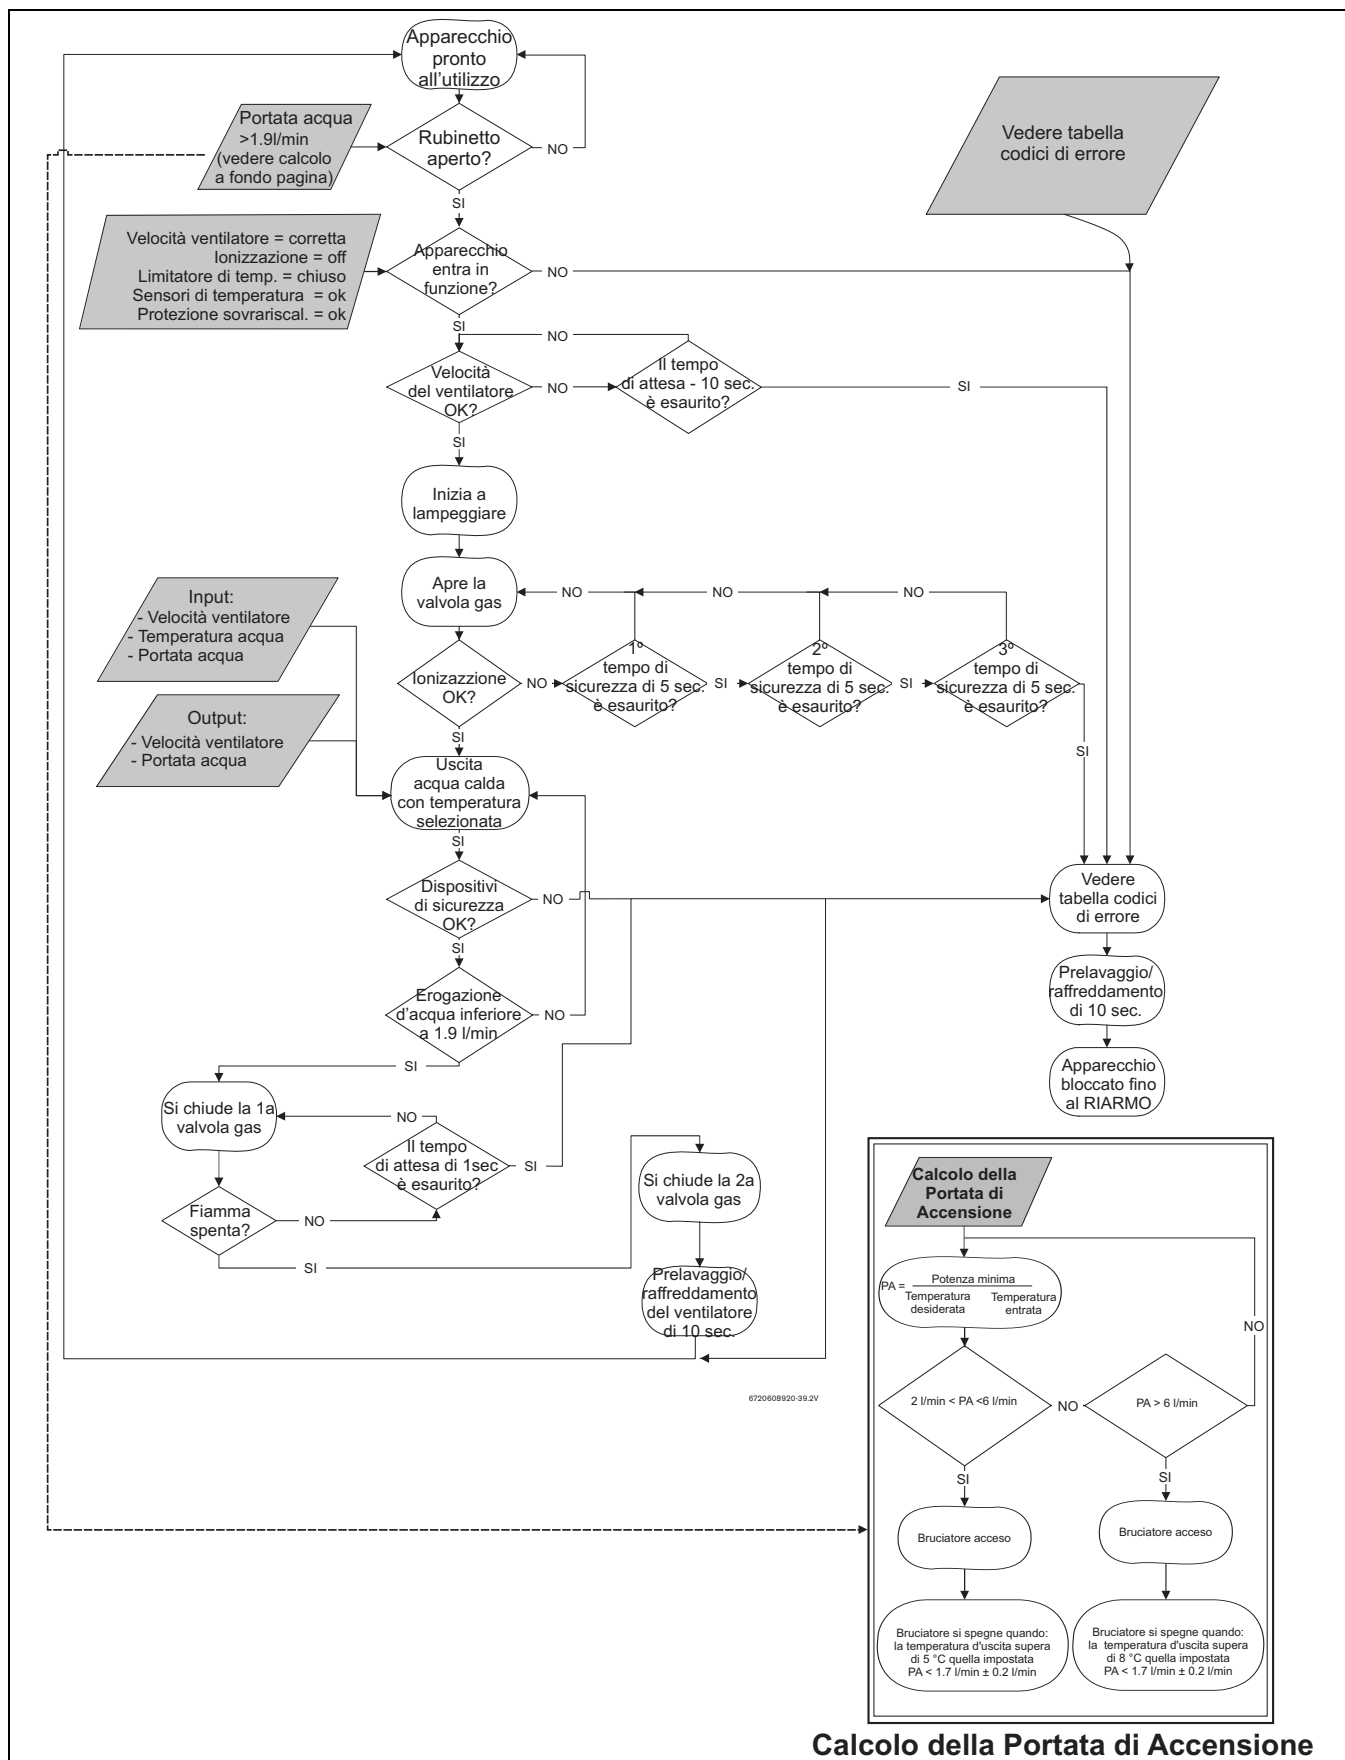 Apparecchio
pronto
all'utilizzo
Portata acqua
>1.9l/min
(vedere calcolo
a fondo pagina)
Rubinetto
aperto?
NO
SI
Vedere tabella
codici di errore
Velocità ventilatore = corretta
Ionizzazione = off
Limitatore di temp. = chiuso
Sensori di temperatura = ok
Protezione sovrariscal. = ok
Apparecchio
entra in
funzione?
NO
SI
NO
Velocità
del ventilatore
OK?
NO
Il tempo
di attesa - 10 sec.
è esaurito?
SI
SI
Inizia a
lampeggiare
Apre la
valvola gas
NO
NO
NO
Input:
- Velocità ventilatore
- Temperatura acqua
- Portata acqua
Ionizazzione
OK?
NO
1º
tempo di
sicurezza di 5 sec.
è esaurito?
SI
2º
tempo di
sicurezza di 5 sec.
è esaurito?
SI
3º
tempo di
sicurezza di 5 sec.
è esaurito?
SI
SI
Output:
- Velocità ventilatore
- Portata acqua
Uscita
acqua calda
con temperatura
selezionata
SI
Dispositivi
di sicurezza
OK?
NO
SI
Vedere
tabella codici
di errore
Erogazione
d'acqua inferiore
a 1.9 l/min
NO
SI
Prelavaggio/
raffreddamento
di 10 sec.
Apparecchio
bloccato fino
al RIARMO
Si chiude la 1a
valvola gas
NO
Il tempo
di attesa di 1sec
è esaurito?
SI
Fiamma
spenta?
NO
SI
Si chiude la 2a
valvola gas
Prelavaggio/
raffreddamento
del ventilatore
di 10 sec.
6720608920-39.2V
Calcolo della
Portata di
Accensione
PA =
Potenza minima
Temperatura
desiderata
Temperatura
entrata
NO
2 l/min < PA <6 l/min
NO
PA > 6 l/min
SI
SI
Bruciatore acceso
Bruciatore acceso
Bruciatore si spegne quando:
la temperatura d'uscita supera
di 5 °C quella impostata
PA < 1.7 l/min ± 0.2 l/min
Bruciatore si spegne quando:
la temperatura d'uscita supera
di 8 °C quella impostata
PA < 1.7 l/min ± 0.2 l/min
Calcolo della Portata di Accensione